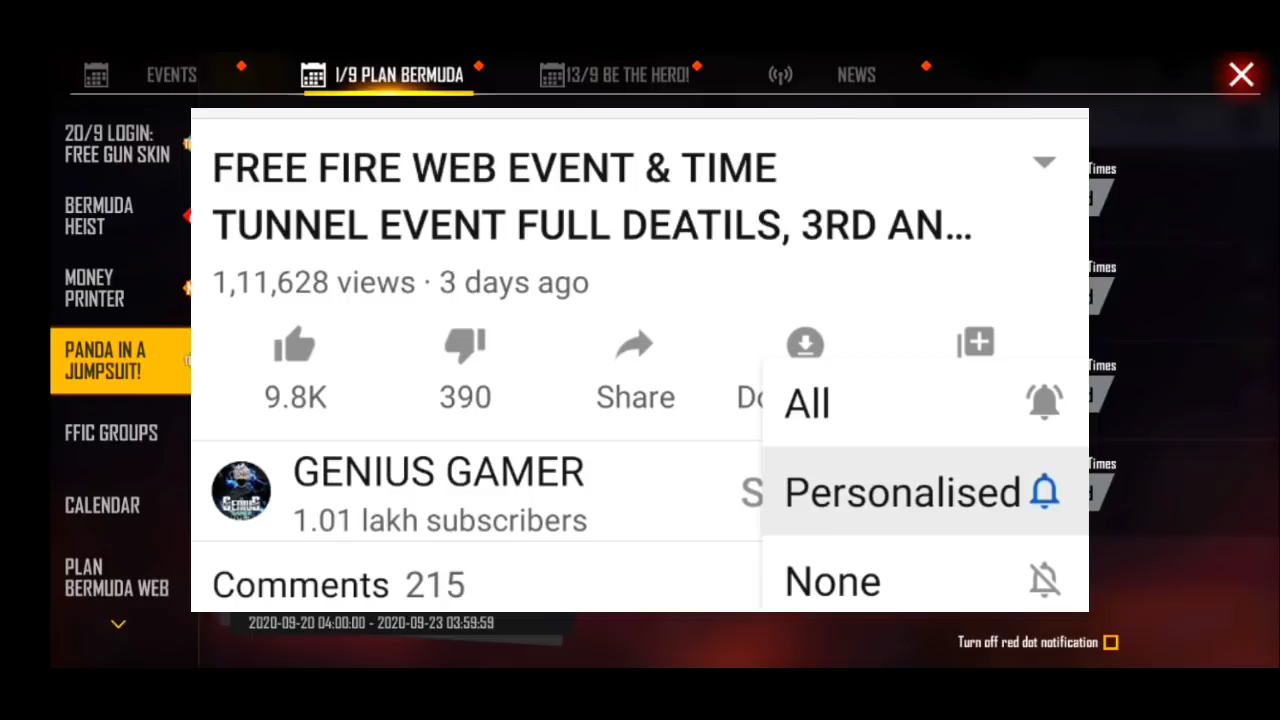 EVENTS
1/9 PLAN BERMUDA
13/9 BE THE HERO!
NEWS
20/9 LOGIN:
FREE GUN SKIN
BERMUDA
HEIST
MONEY
PRINTER
PANDA IN A
JUMPSUIT!
FFIC GROUPS
CALENDAR
PLAN
BERMUDA WEB
FREE FIRE WEB EVENT & TIME
TUNNEL EVENT FULL DEATILS, 3RD AN...
1,11,628 views · 3 days ago
9.8K
390
Share
GENIUS GAMER
1.01 lakh subscribers
Comments 215
All
Personalised
None
Times
Times
Times
Times
2020-09-20 04:00:00 - 2020-09-23 03:59:59
Turn off red dot notification